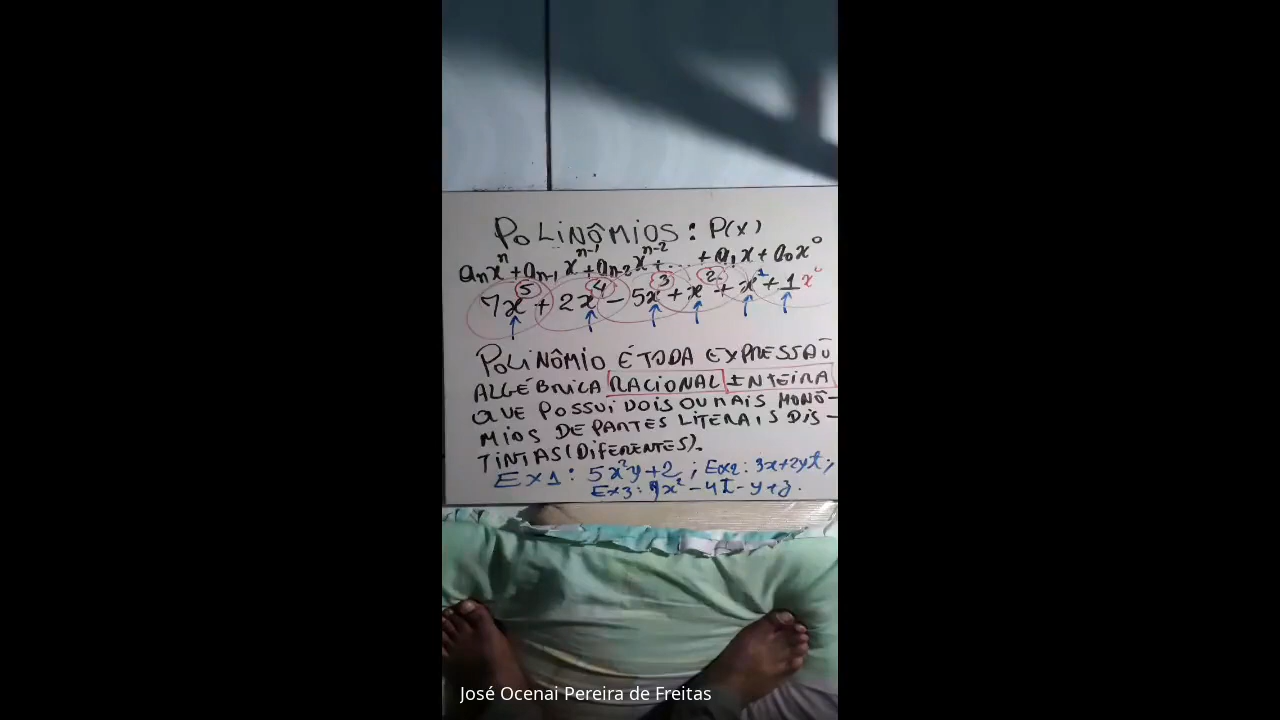 POLINÔMIOS: P(x)
aₙxⁿ+aₙ₋₁xⁿ⁻¹+aₙ₋₂xⁿ⁻²+...+a₁x+a₀x⁰
7x⁵+2x⁴-5x³+x²+x¹+1x⁰
POLINÔMIO É TODA EXPRESSÃO
ALGÉBRICA RACIONAL INTEIRA
QUE POSSUI DOIS OU MAIS MONÔ-
MIOS DE PARTES LITERAIS DIS-
TINTAS (DIFERENTES).
Ex1: 5x²y+2; Ex2: 3x+2yt;
Ex3: x²-4t-y+z.
José Ocenai Pereira de Freitas